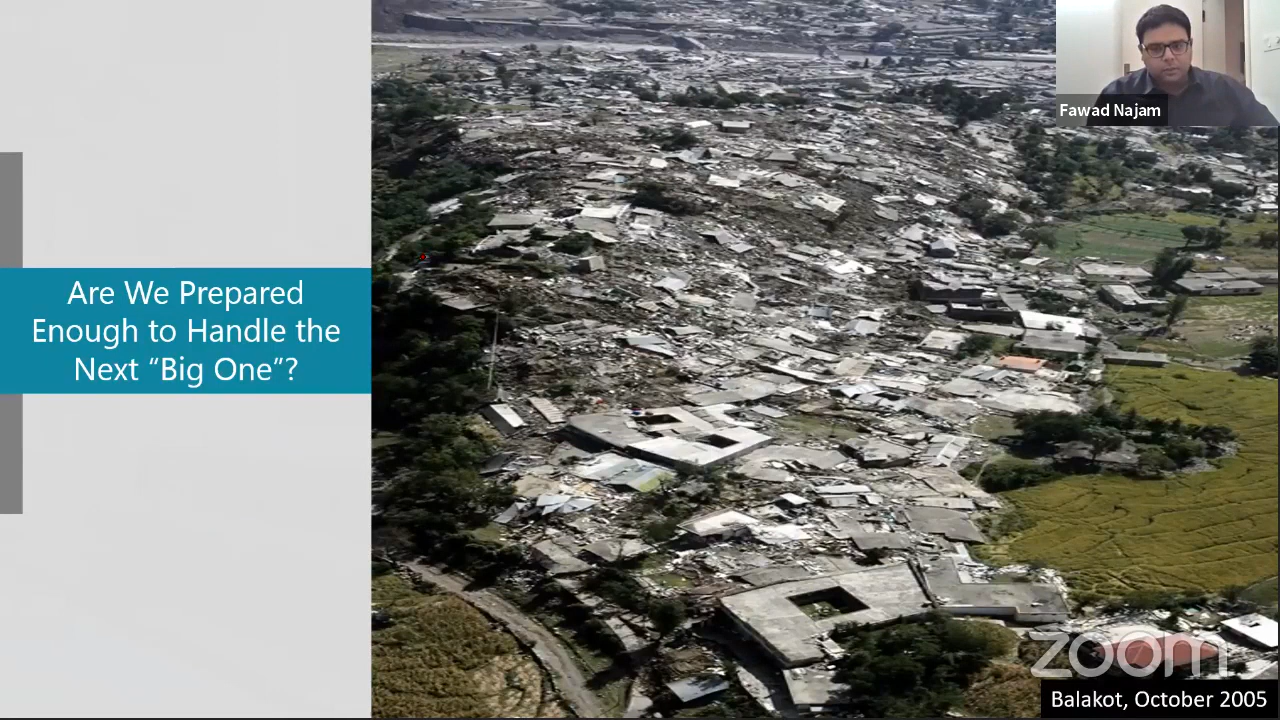 Fawad Najam
Are We Prepared
Enough to Handle the
Next “Big One”?
zoom
Balakot, October 2005